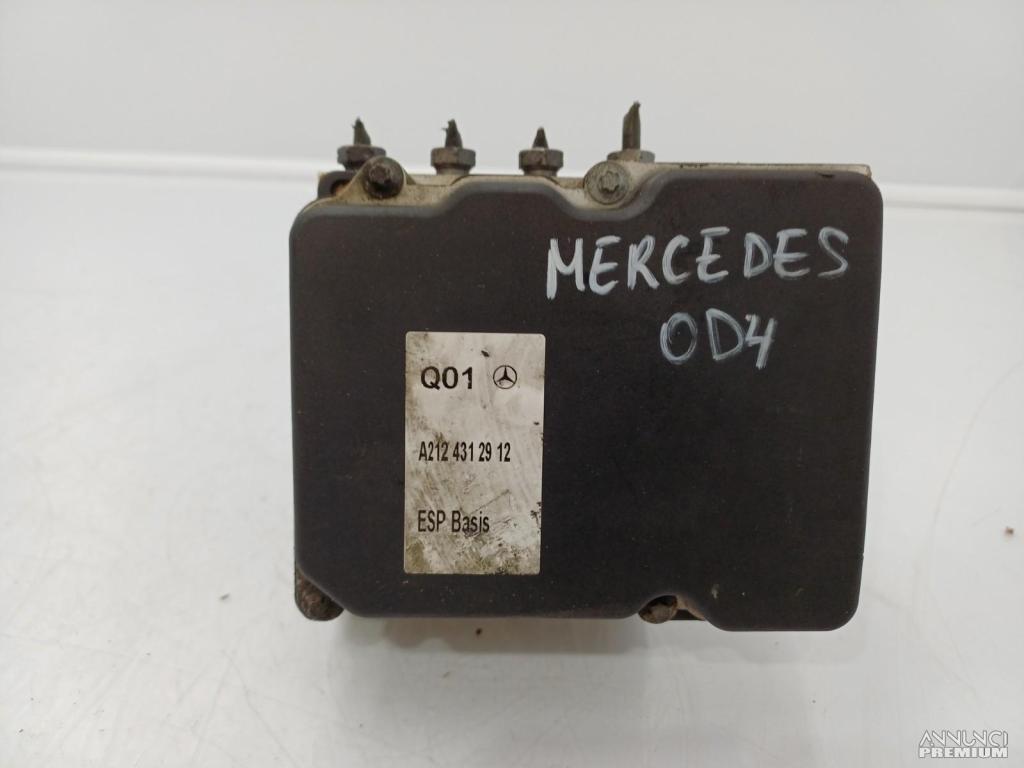 MERCEDES
OD4
Q01
A212 431 29 12
ESP Basis
ANNUNCI
PREMIUM